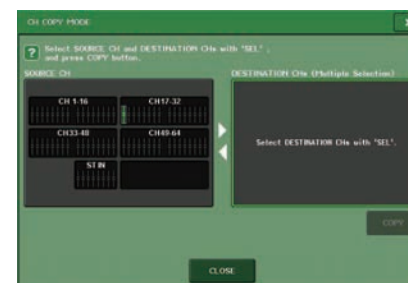 CH COPY MODE
?
Select SOURCE CH and DESTINATION CHs with "SEL",
and press COPY button.
SOURCE CH
DESTINATION CHs (Multiple Selection)
CH 1-16
CH17-32
CH33-48
CH49-64
ST IN
Select DESTINATION CHs with "SEL".
COPY
CLOSE